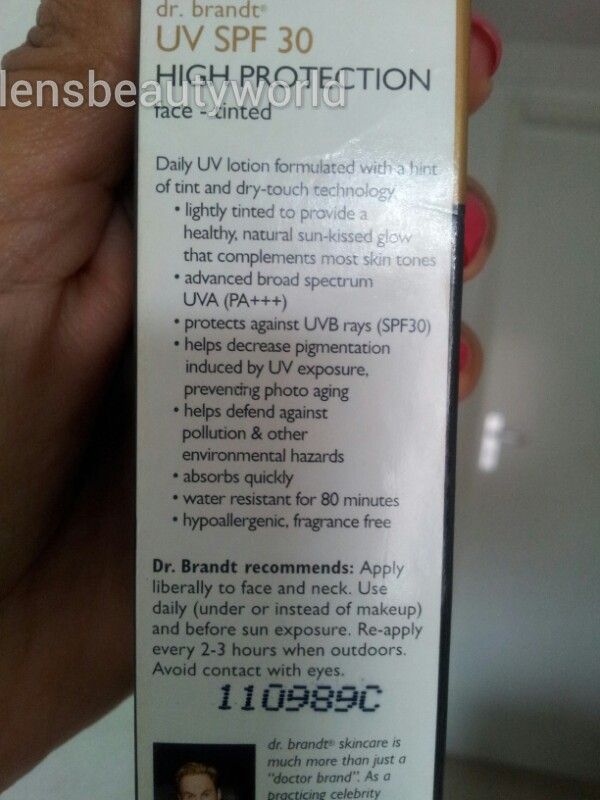 dr. brandt®
UV SPF 30
HIGH PROTECTION
lensbeautyworld
face - tinted
Daily UV lotion formulated with a hint
of tint and dry-touch technology
• lightly tinted to provide a
healthy, natural sun-kissed glow
that complements most skin tones
• advanced broad spectrum
UVA (PA+++)
• protects against UVB rays (SPF30)
• helps decrease pigmentation
induced by UV exposure,
preventing photo aging
• helps defend against
pollution & other
environmental hazards
• absorbs quickly
• water resistant for 80 minutes
• hypoallergenic, fragrance free
Dr. Brandt recommends: Apply
liberally to face and neck. Use
daily (under or instead of makeup)
and before sun exposure. Re-apply
every 2-3 hours when outdoors.
Avoid contact with eyes.
110989C
dr. brandt® skincare is
much more than just a
"doctor brand". As a
practicing celebrity